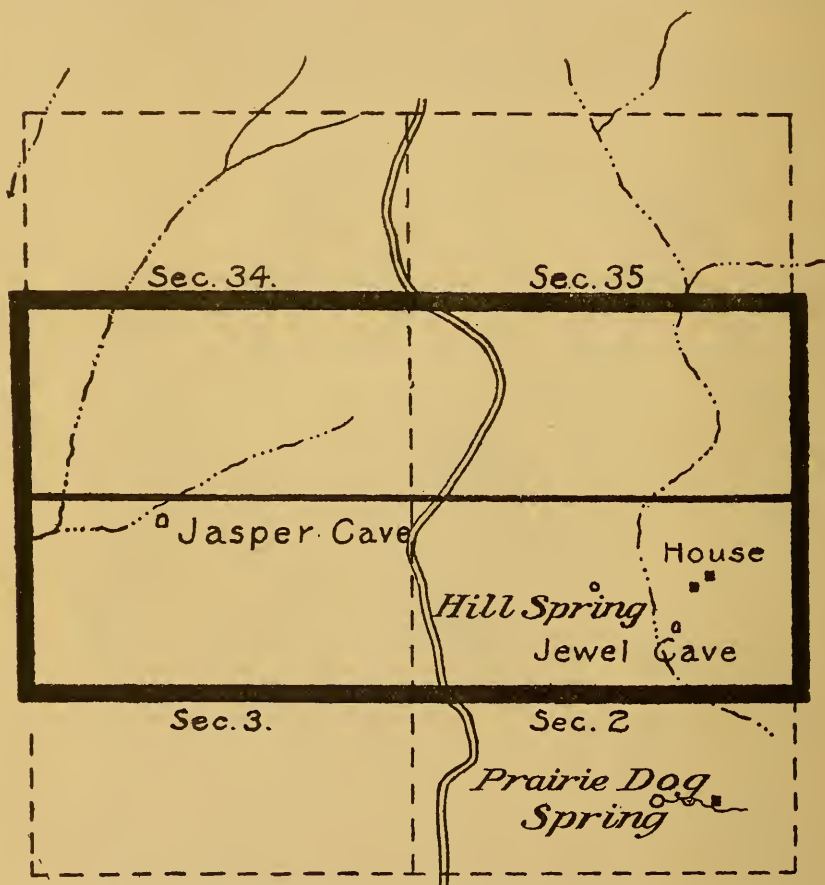 Sec. 34.
Sec. 35
Jasper Cave
House
Hill Spring
Jewel Cave
Sec. 3.
Sec. 2
Prairie Dog
Spring